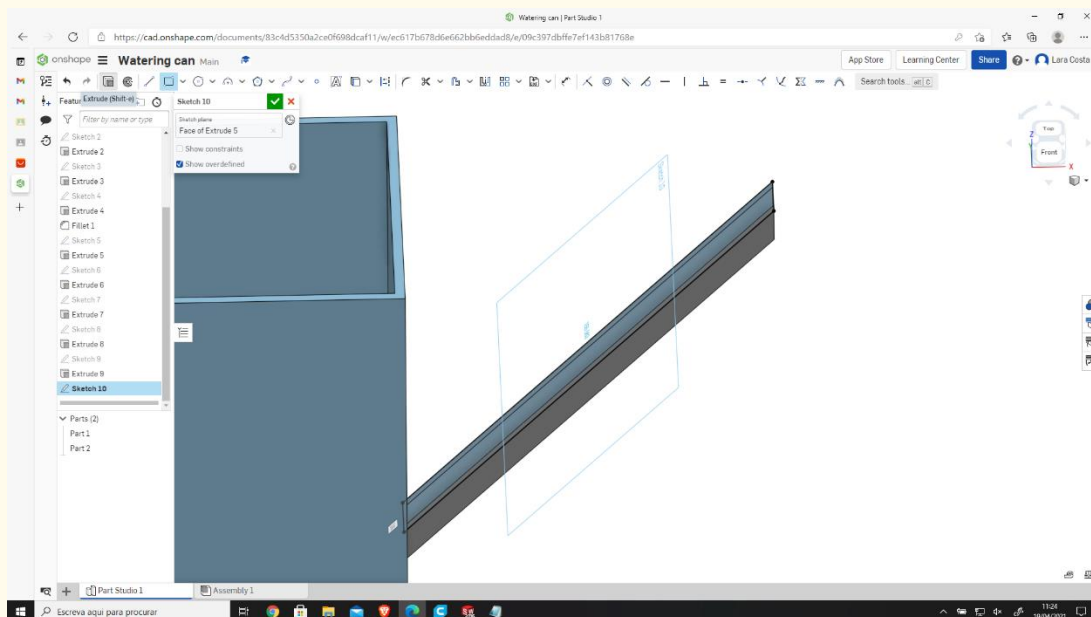 Watering can | Part Studio 1
https://cad.onshape.com/documents/83c4d5350a2ce0f698dcaf11/w/ec617b678d6e662bb6eddad8/e/09c397dbffe7ef143b81768e
onshape Watering can Main
App Store Learning Center Share Lara Costa
Search tools... alt C
Featu
Extrude (Shift-e)
Filter by name or type
Sketch 2
Extrude 2
Sketch 3
Extrude 3
Sketch 4
Extrude 4
Fillet 1
Sketch 5
Extrude 5
Sketch 6
Extrude 6
Sketch 7
Extrude 7
Sketch 8
Extrude 8
Sketch 9
Extrude 9
Sketch 10
Parts (2)
Part 1
Part 2
Sketch 10
Sketch plane
Face of Extrude 5
Show constraints
Show overdefined
Top
Front
Z
X
Part Studio 1
Assembly 1
Escreva aqui para procurar
11:24
19/04/2021